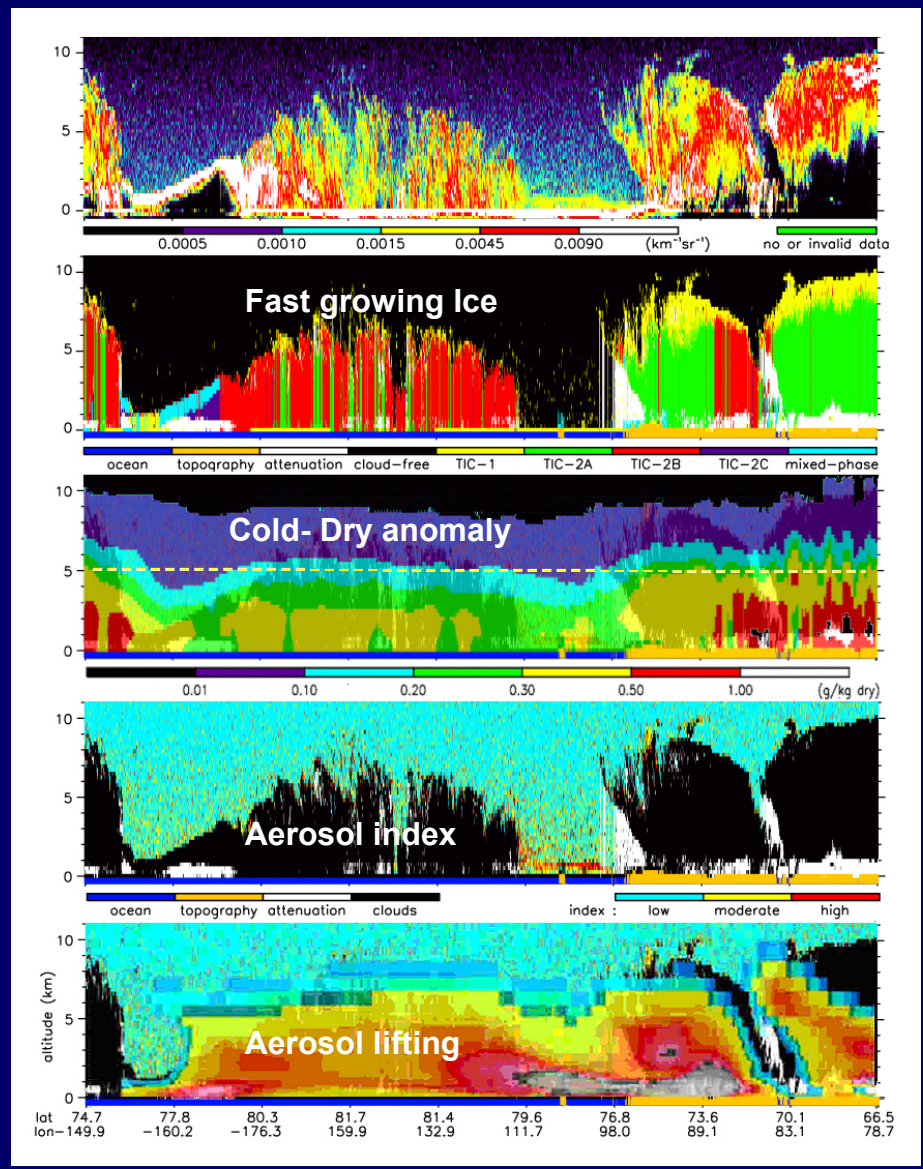 10
5
0
0.0005 0.0010 0.0015 0.0045 0.0090 (km⁻¹sr⁻¹) no or invalid data
10
Fast growing Ice
5
0
ocean topography attenuation cloud-free TIC-1 TIC-2A TIC-2B TIC-2C mixed-phase
10
Cold- Dry anomaly
5
0
0.01 0.10 0.20 0.30 0.50 1.00 (g/kg dry)
10
5
Aerosol index
0
ocean topography attenuation clouds index : low moderate high
10
altitude (km)
5
Aerosol lifting
0
lat 74.7 77.8 80.3 81.7 81.4 79.6 76.8 73.6 70.1 66.5
lon-149.9 -160.2 -176.3 159.9 132.9 111.7 98.0 89.1 83.1 78.7